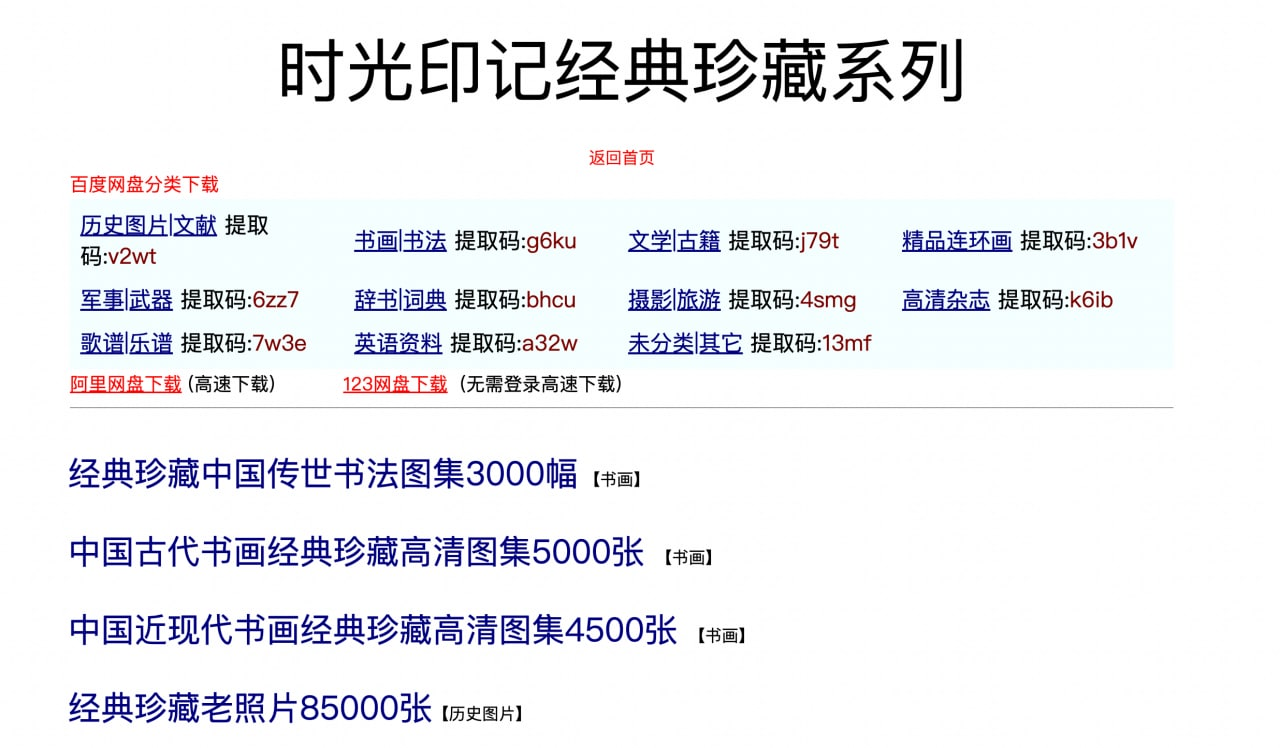 时光印记经典珍藏系列
返回首页
百度网盘分类下载
历史图片|文献 提取
码:v2wt
书画|书法 提取码:g6ku
文学|古籍 提取码:j79t
精品连环画 提取码:3b1v
军事|武器 提取码:6zz7
辞书|词典 提取码:bhcu
摄影|旅游 提取码:4smg
高清杂志 提取码:k6ib
歌谱|乐谱 提取码:7w3e
英语资料 提取码:a32w
未分类|其它 提取码:13mf
阿里网盘下载 (高速下载) 123网盘下载 (无需登录高速下载)
经典珍藏中国传世书法图集3000幅 【书画】
中国古代书画经典珍藏高清图集5000张 【书画】
中国近现代书画经典珍藏高清图集4500张 【书画】
经典珍藏老照片85000张【历史图片】